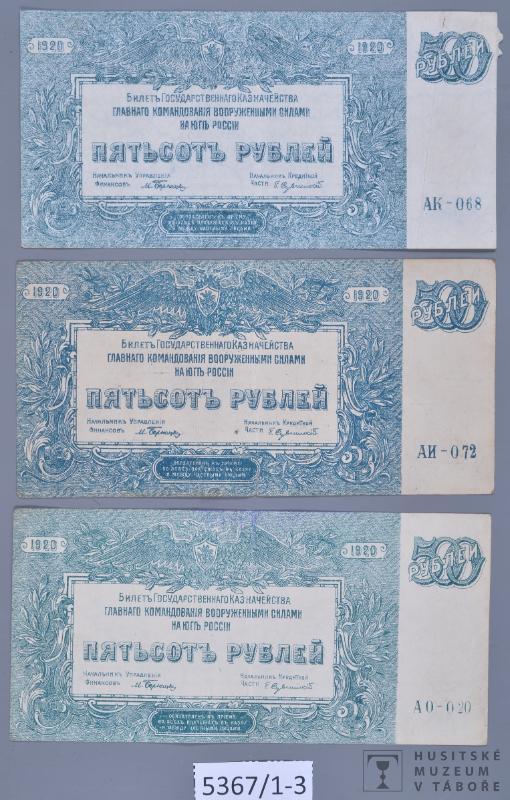 1920 1920 500
РУБЛЕЙ
БИЛЕТЪ ГОСУДАРСТВЕННАГО КАЗНАЧЕЙСТВА
ГЛАВНАГО КОМАНДОВАНІЯ ВООРУЖЕННЫМИ СИЛАМИ
НА ЮГѢ РОССІИ
ПЯТЬСОТЪ РУБЛЕЙ
НАЧАЛЬНИКЪ УПРАВЛЕНІЯ НАЧАЛЬНИКЪ КРЕДИТНОЙ
ФИНАНСОВЪ ЧАСТИ
АК - 068
1920 1920 500
РУБЛЕЙ
БИЛЕТЪ ГОСУДАРСТВЕННАГО КАЗНАЧЕЙСТВА
ГЛАВНАГО КОМАНДОВАНІЯ ВООРУЖЕННЫМИ СИЛАМИ
НА ЮГѢ РОССІИ
ПЯТЬСОТЪ РУБЛЕЙ
НАЧАЛЬНИКЪ УПРАВЛЕНІЯ НАЧАЛЬНИКЪ КРЕДИТНОЙ
ФИНАНСОВЪ ЧАСТИ
АИ - 072
ОБЯЗАТЕЛЕНЪ КЪ ПРІЕМУ
1920 1920 500
РУБЛЕЙ
БИЛЕТЪ ГОСУДАРСТВЕННАГО КАЗНАЧЕЙСТВА
ГЛАВНАГО КОМАНДОВАНІЯ ВООРУЖЕННЫМИ СИЛАМИ
НА ЮГѢ РОССІИ
ПЯТЬСОТЪ РУБЛЕЙ
НАЧАЛЬНИКЪ УПРАВЛЕНІЯ НАЧАЛЬНИКЪ КРЕДИТНОЙ
ФИНАНСОВЪ ЧАСТИ
АО - 020
5367/1-3
HUSITSKÉ
MUZEUM
V TÁBOŘE